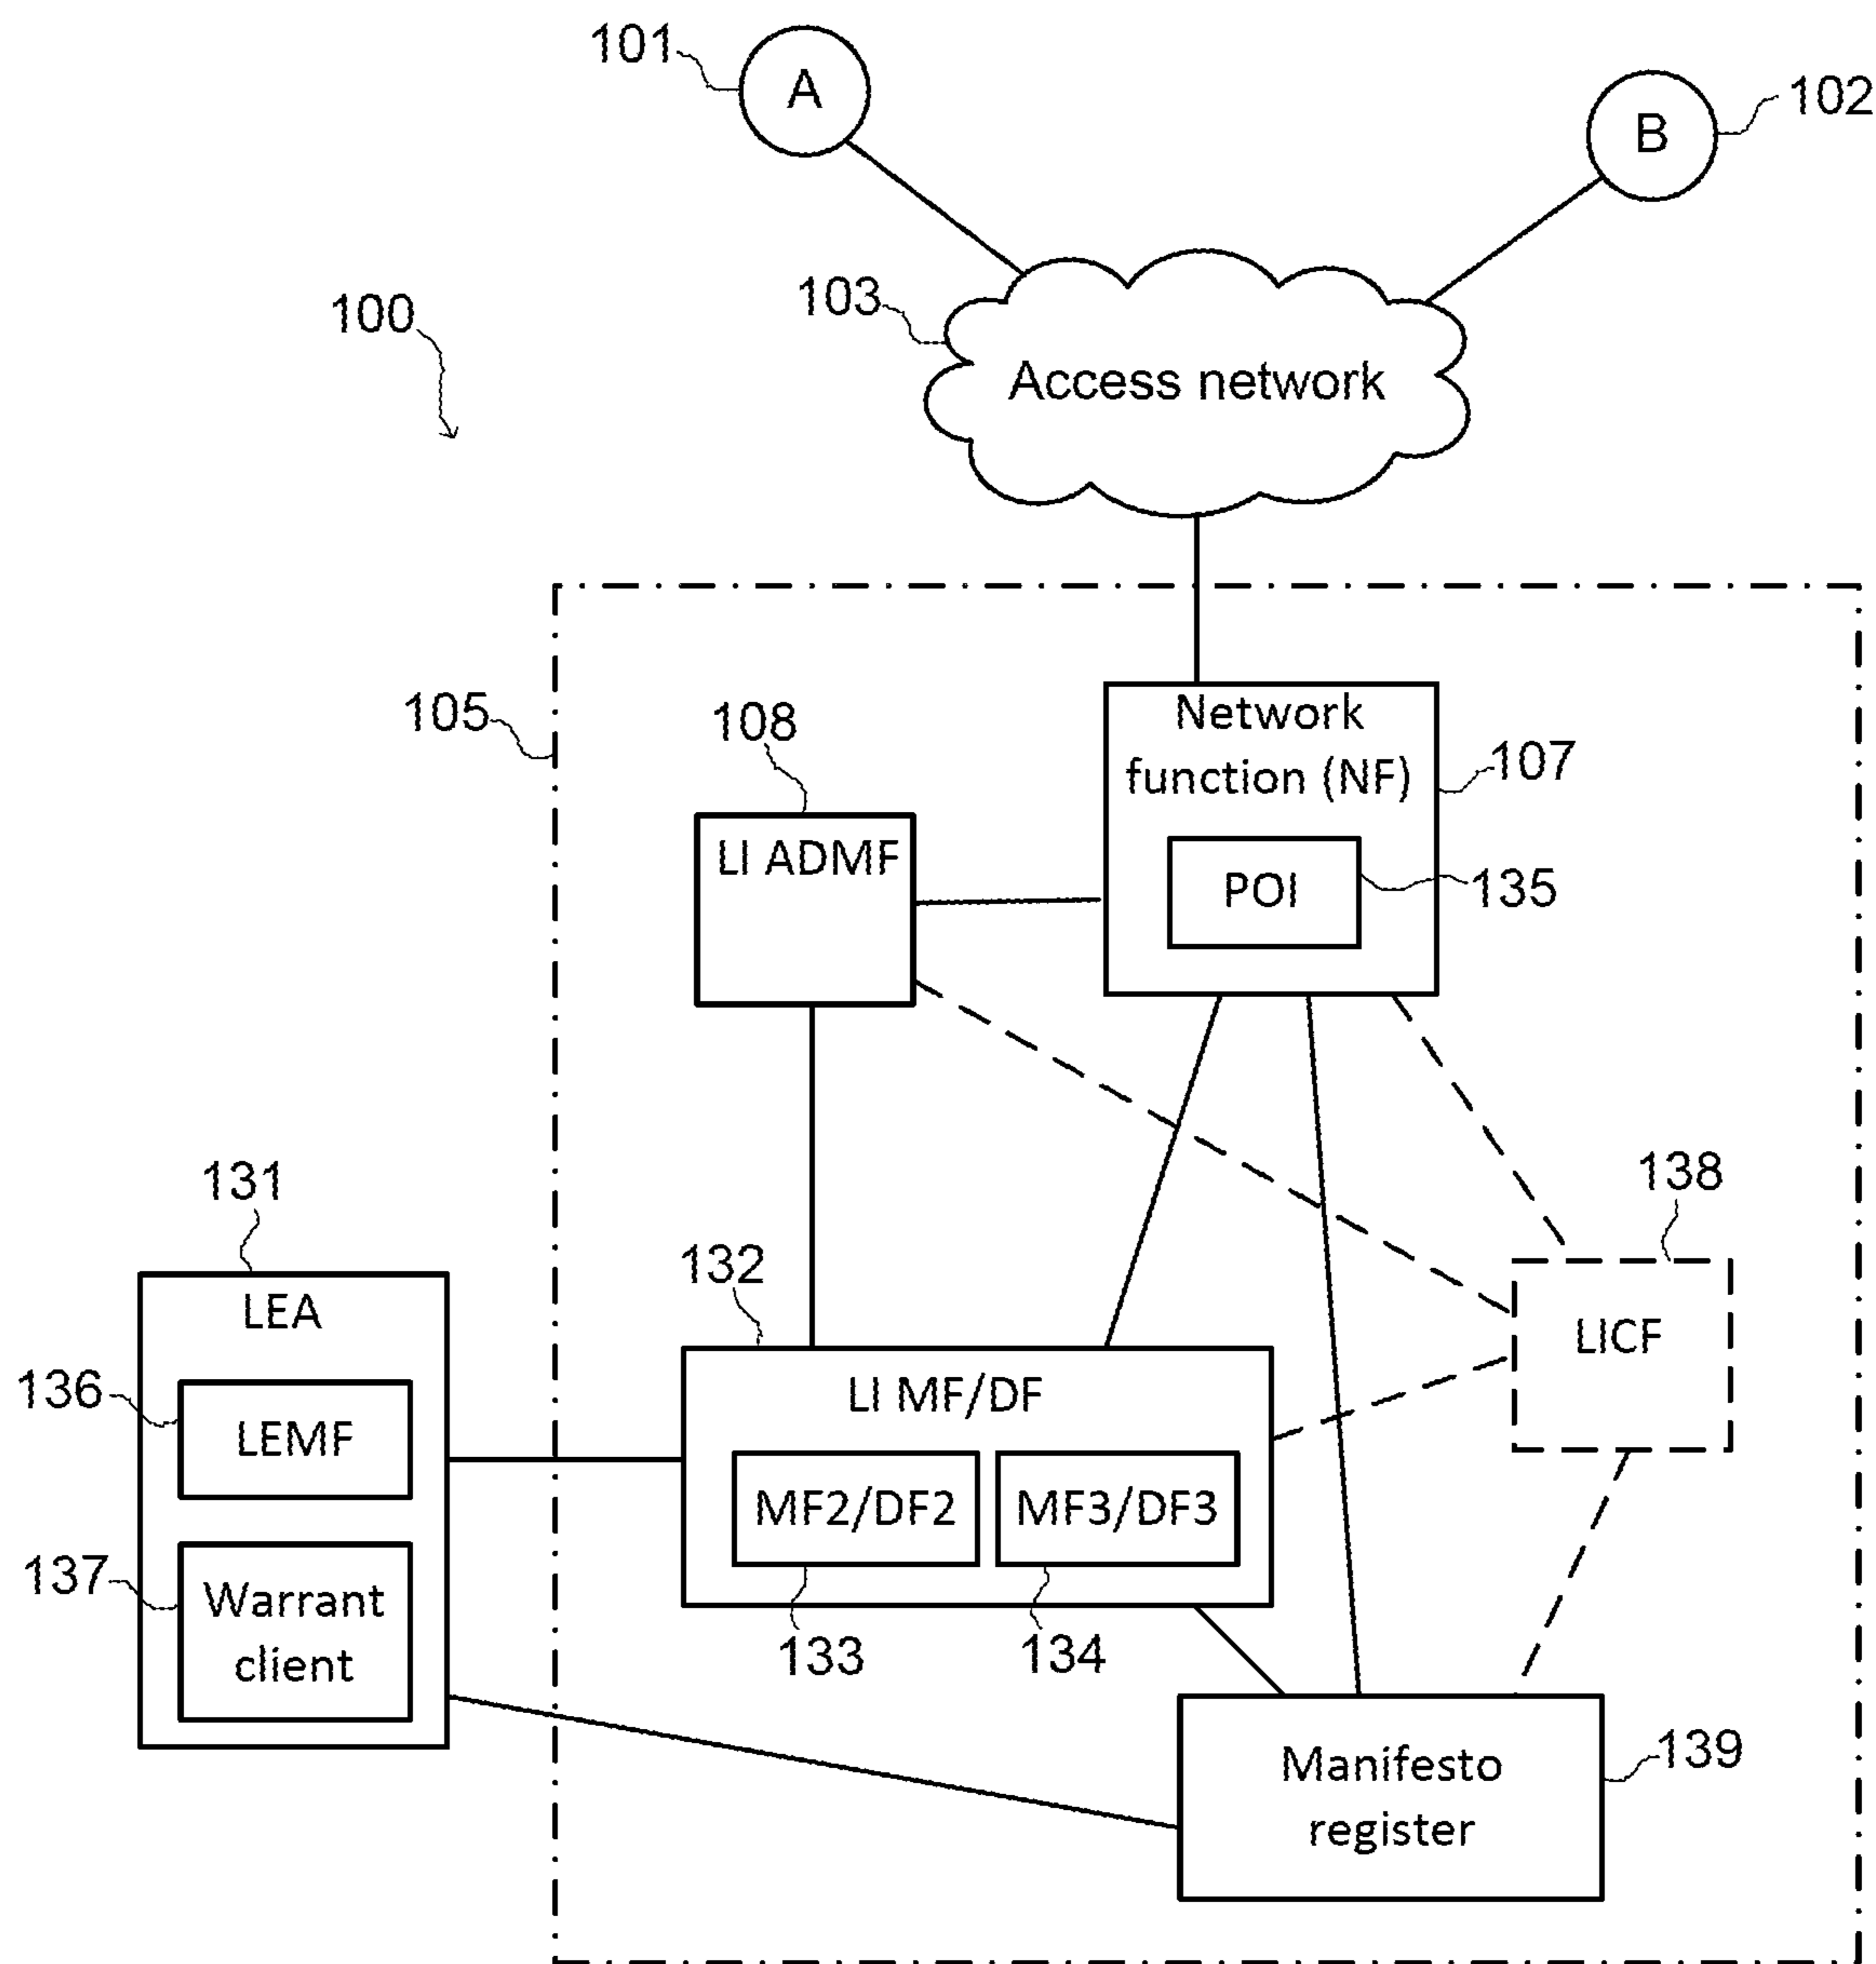 101
A
B
102
103
Access network
100
105
108
Network
function (NF)
107
LI ADMF
POI
135
131
132
138
LEA
LICF
136
LEMF
LI MF/DF
MF2/DF2
MF3/DF3
137
Warrant
client
133
134
Manifesto
register
139